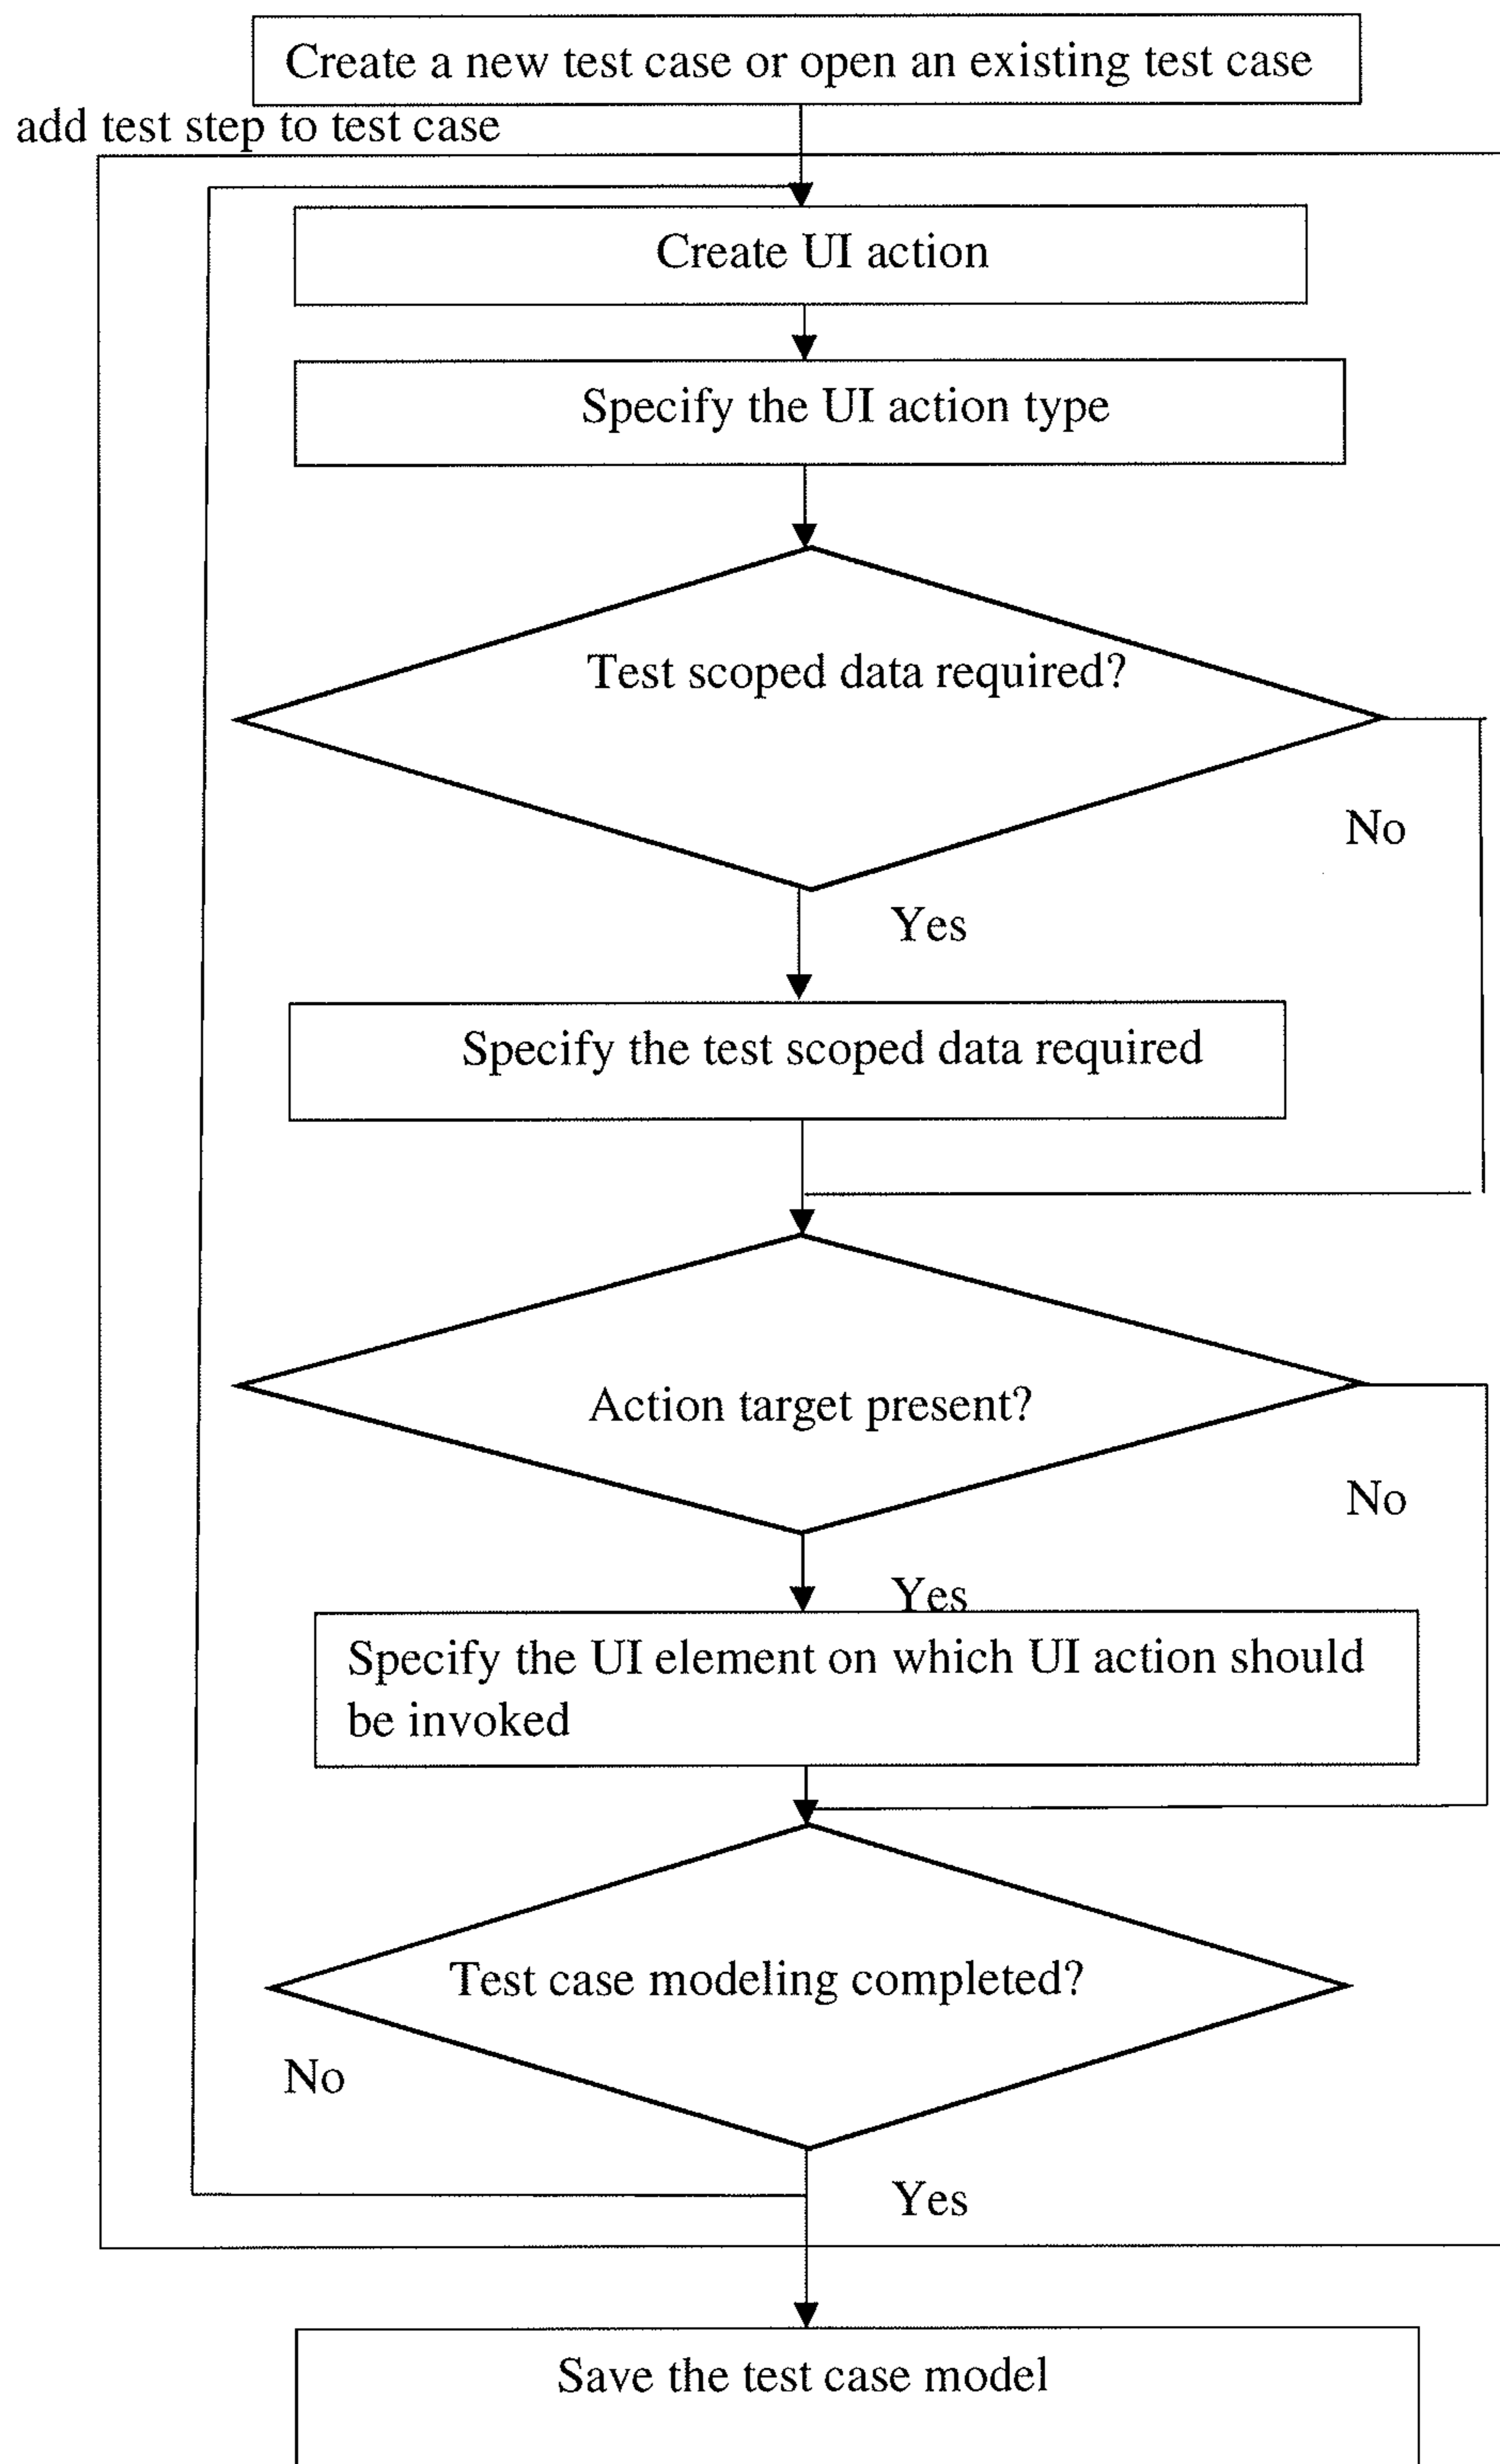 Create a new test case or open an existing test case
add test step to test case
Create UI action
Specify the UI action type
Test scoped data required?
No
Yes
Specify the test scoped data required
Action target present?
No
Yes
Specify the UI element on which UI action should
be invoked
Test case modeling completed?
No
Yes
Save the test case model